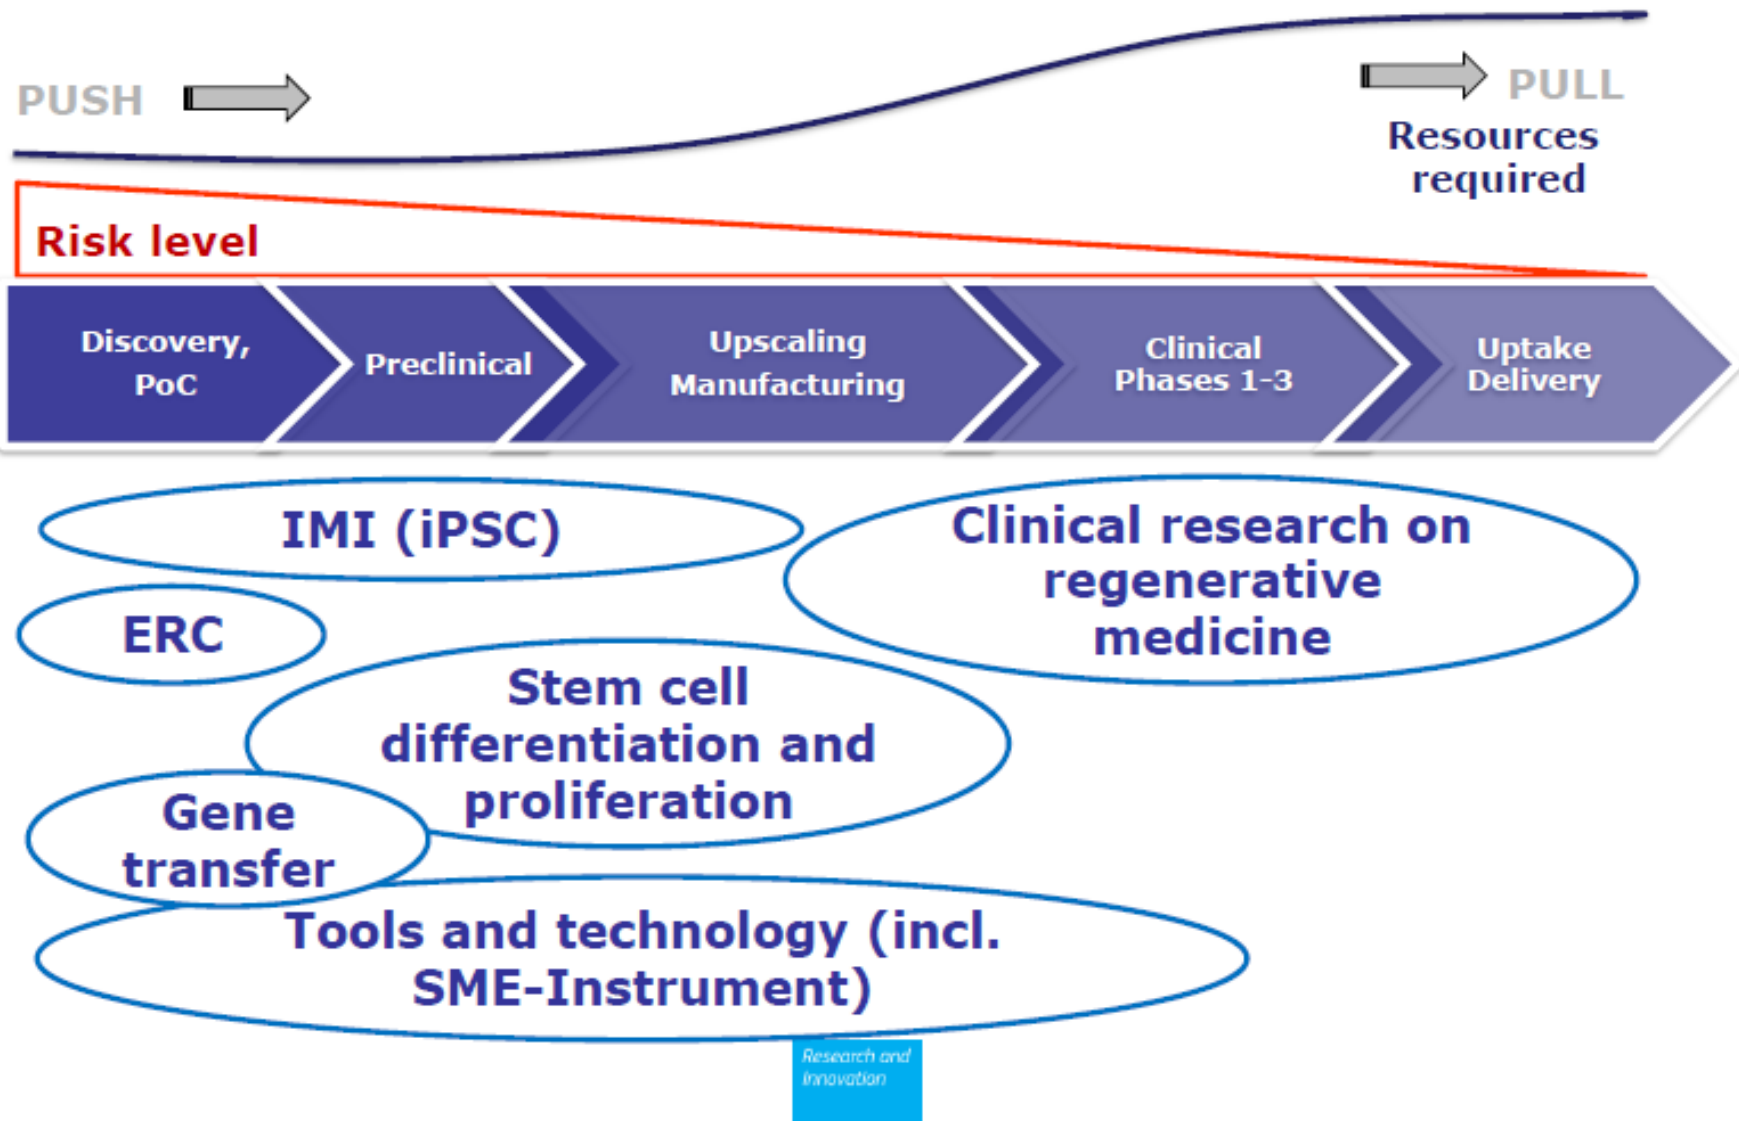 PUSH
PULL
Resources
required
Risk level
Discovery,
PoC
Preclinical
Upscaling
Manufacturing
Clinical
Phases 1-3
Uptake
Delivery
IMI (iPSC)
Clinical research on
regenerative
medicine
ERC
Stem cell
differentiation and
proliferation
Gene
transfer
Tools and technology (incl.
SME-Instrument)
Research and
Innovation